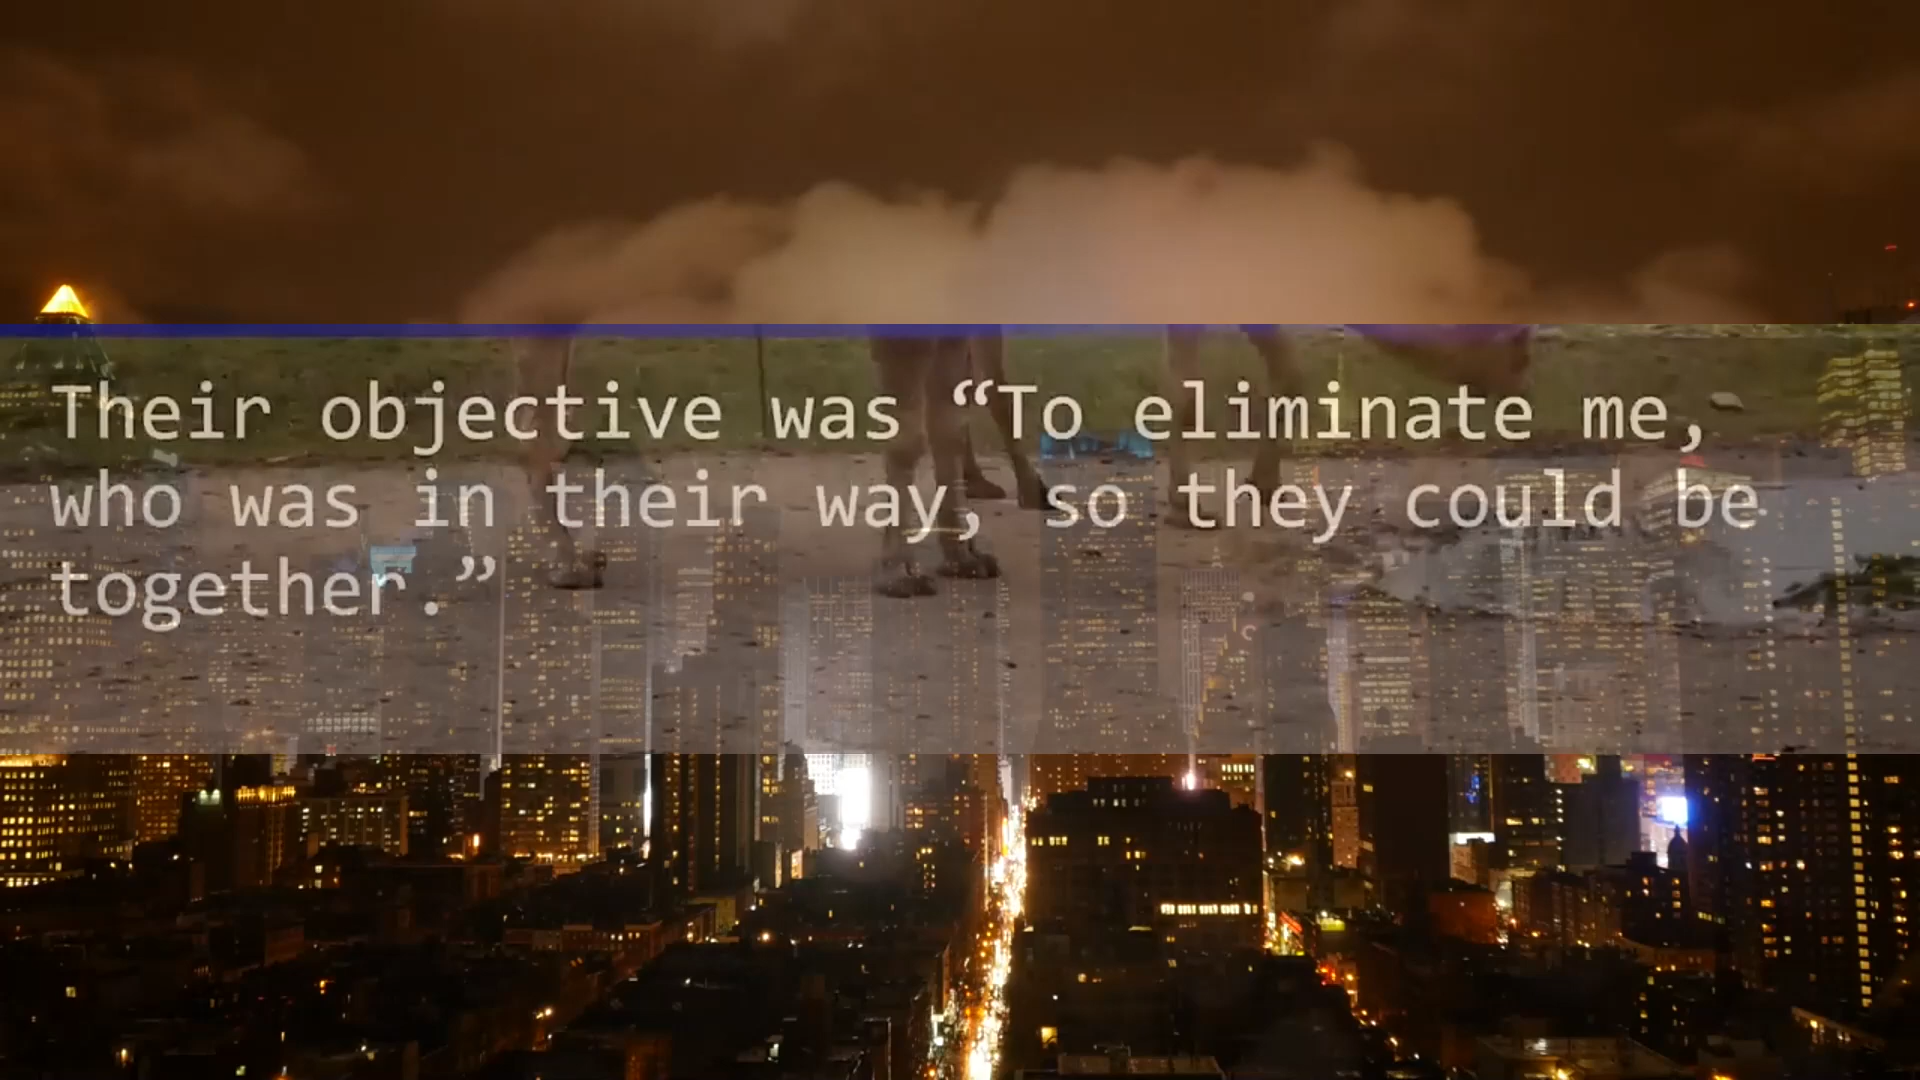 Their objective was “To eliminate me,
who was in their way, so they could be
together.”